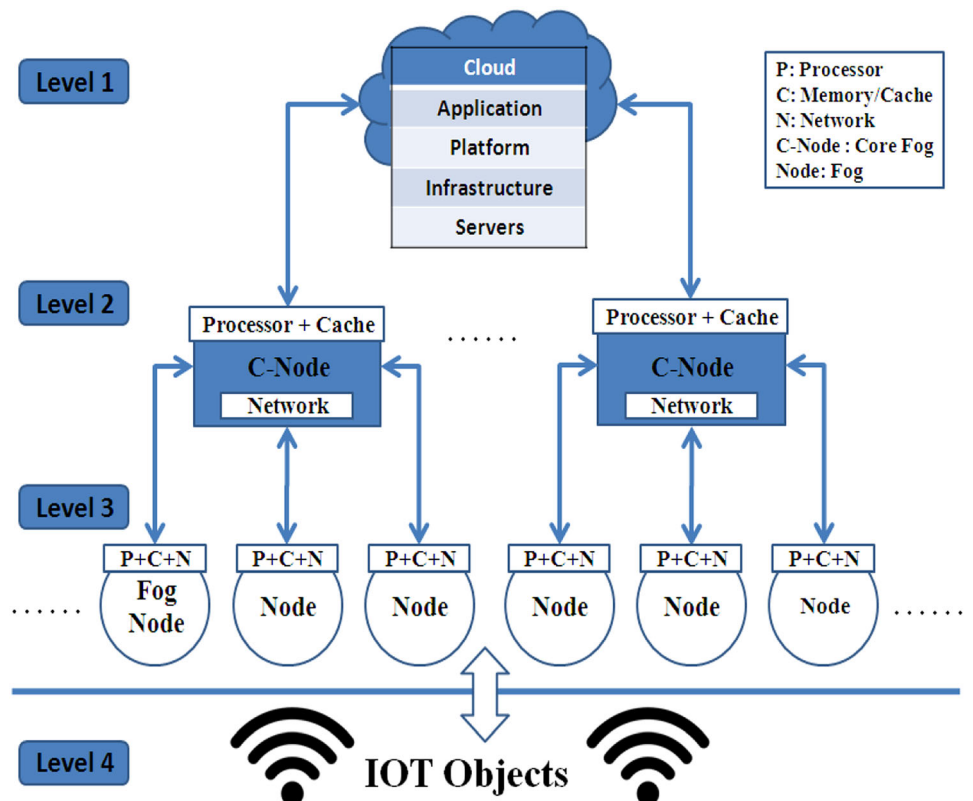 Level 1
Cloud
Application
Platform
Infrastructure
Servers
P: Processor
C: Memory/Cache
N: Network
C-Node : Core Fog
Node: Fog
Level 2
Processor + Cache
C-Node
Network
......
Processor + Cache
C-Node
Network
Level 3
P+C+N
Fog
Node
P+C+N
Node
P+C+N
Node
P+C+N
Node
P+C+N
Node
P+C+N
Node
......
......
Level 4
IOT Objects